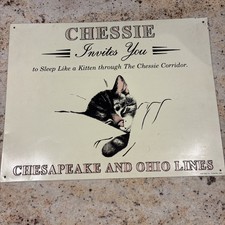 CHESSIE
Invites You
to Sleep Like a Kitten through The Chessie Corridor.
CHESAPEAKE AND OHIO LINES